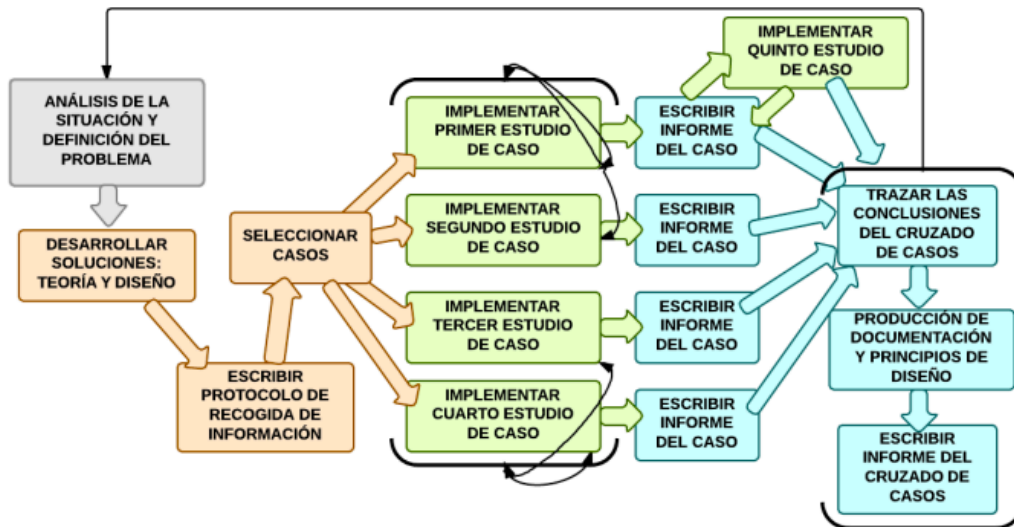 ANÁLISIS DE LA
SITUACIÓN Y
DEFINICIÓN DEL
PROBLEMA
DESARROLLAR
SOLUCIONES:
TEORÍA Y DISEÑO
ESCRIBIR
PROTOCOLO DE
RECOGIDA DE
INFORMACIÓN
SELECCIONAR
CASOS
IMPLEMENTAR
PRIMER ESTUDIO
DE CASO
IMPLEMENTAR
SEGUNDO ESTUDIO
DE CASO
IMPLEMENTAR
TERCER ESTUDIO
DE CASO
IMPLEMENTAR
CUARTO ESTUDIO
DE CASO
ESCRIBIR
INFORME
DEL CASO
ESCRIBIR
INFORME
DEL CASO
ESCRIBIR
INFORME
DEL CASO
ESCRIBIR
INFORME
DEL CASO
IMPLEMENTAR
QUINTO ESTUDIO
DE CASO
TRAZAR LAS
CONCLUSIONES
DEL CRUZADO
DE CASOS
PRODUCCIÓN DE
DOCUMENTACIÓN
Y PRINCIPIOS DE
DISEÑO
ESCRIBIR
INFORME DEL
CRUZADO DE
CASOS